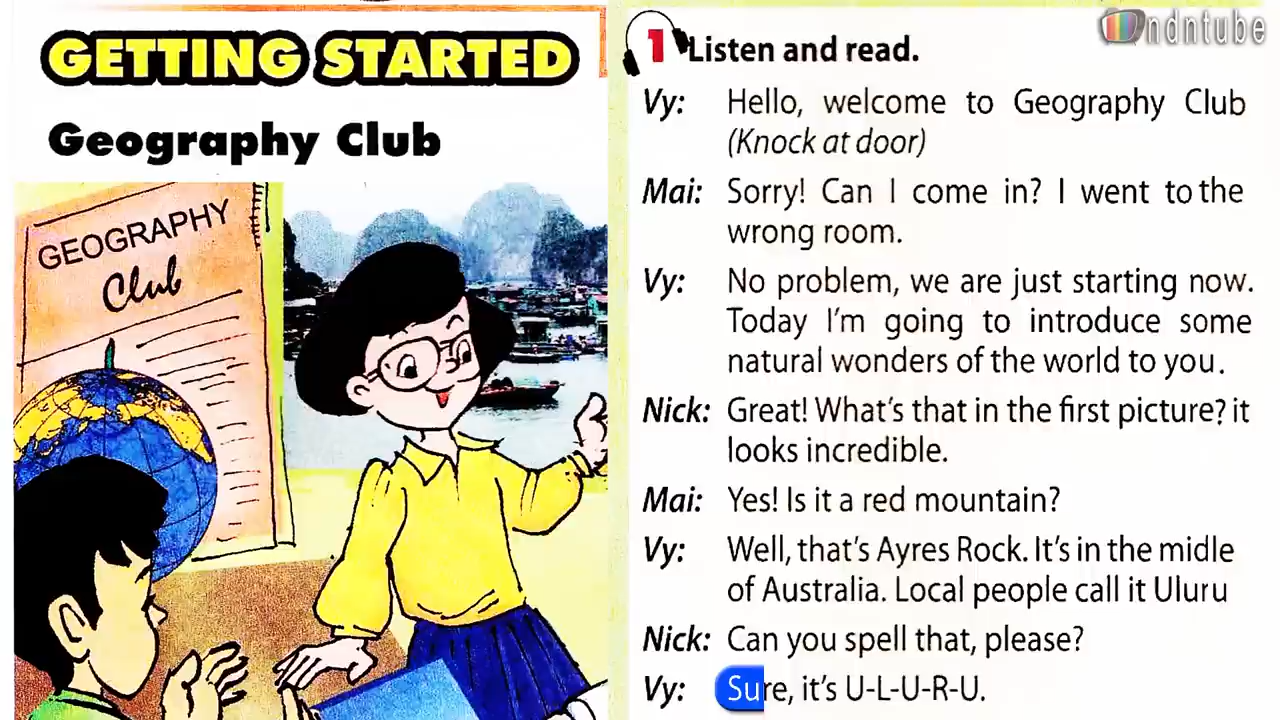 GETTING STARTED
Geography Club
GEOGRAPHY
Club
ndntube
1 Listen and read.
Vy: Hello, welcome to Geography Club
(Knock at door)
Mai: Sorry! Can I come in? I went to the
wrong room.
Vy: No problem, we are just starting now.
Today I'm going to introduce some
natural wonders of the world to you.
Nick: Great! What's that in the first picture? it
looks incredible.
Mai: Yes! Is it a red mountain?
Vy: Well, that's Ayres Rock. It's in the midle
of Australia. Local people call it Uluru
Nick: Can you spell that, please?
Vy: Sure, it's U-L-U-R-U.